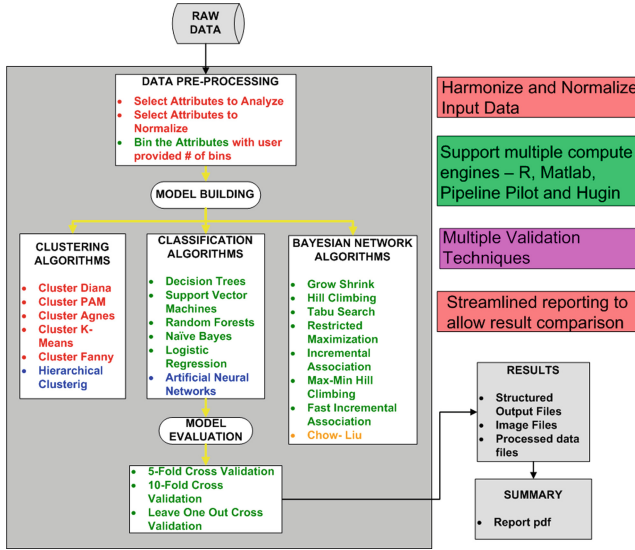 RAW
DATA
DATA PRE-PROCESSING
• Select Attributes to Analyze
• Select Attributes to
Normalize
• Bin the Attributes with user
provided # of bins
MODEL BUILDING
CLUSTERING
ALGORITHMS
• Cluster Diana
• Cluster PAM
• Cluster Agnes
• Cluster K-
Means
• Cluster Fanny
• Hierarchical
Clusterig
CLASSIFICATION
ALGORITHMS
• Decision Trees
• Support Vector
Machines
• Random Forests
• Naïve Bayes
• Logistic
Regression
• Artificial Neural
Networks
BAYESIAN NETWORK
ALGORITHMS
• Grow Shrink
• Hill Climbing
• Tabu Search
• Restricted
Maximization
• Incremental
Association
• Max-Min Hill
Climbing
• Fast Incremental
Association
• Chow- Liu
MODEL
EVALUATION
• 5-Fold Cross Validation
• 10-Fold Cross
Validation
• Leave One Out Cross
Validation
Harmonize and Normalize
Input Data
Support multiple compute
engines – R, Matlab,
Pipeline Pilot and Hugin
Multiple Validation
Techniques
Streamlined reporting to
allow result comparison
RESULTS
• Structured
Output Files
• Image Files
• Processed data
files
SUMMARY
• Report pdf